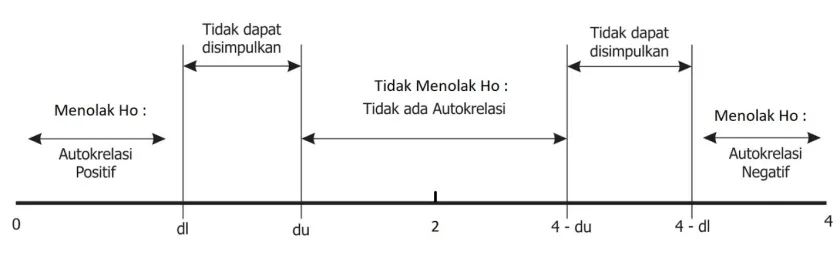 Tidak dapat
disimpulkan
Tidak dapat
disimpulkan
Menolak Ho :
Tidak Menolak Ho :
Tidak ada Autokrelasi
Menolak Ho :
Autokrelasi
Positif
Autokrelasi
Negatif
0
dl
du
2
4 - du
4 - dl
4